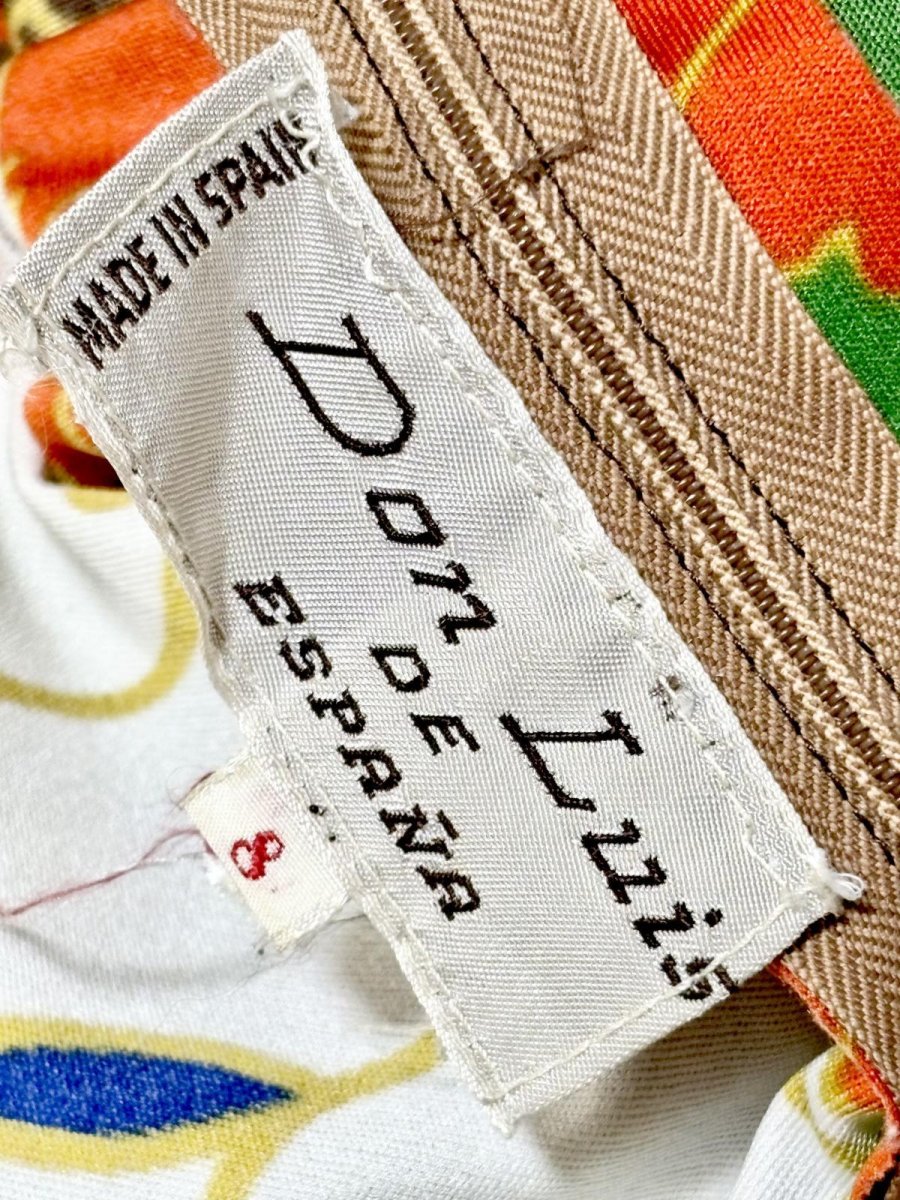 MADE IN SPAIN
Don Luis
DE
ESPAÑA
8